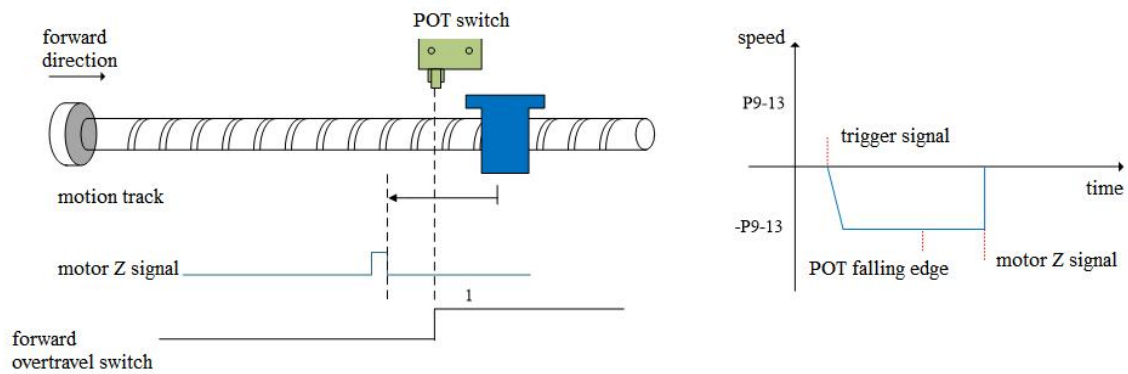 POT switch
forward
direction
motion track
motor Z signal
1
forward
overtravel switch
speed
P9-13
trigger signal
time
-P9-13
POT falling edge
motor Z signal